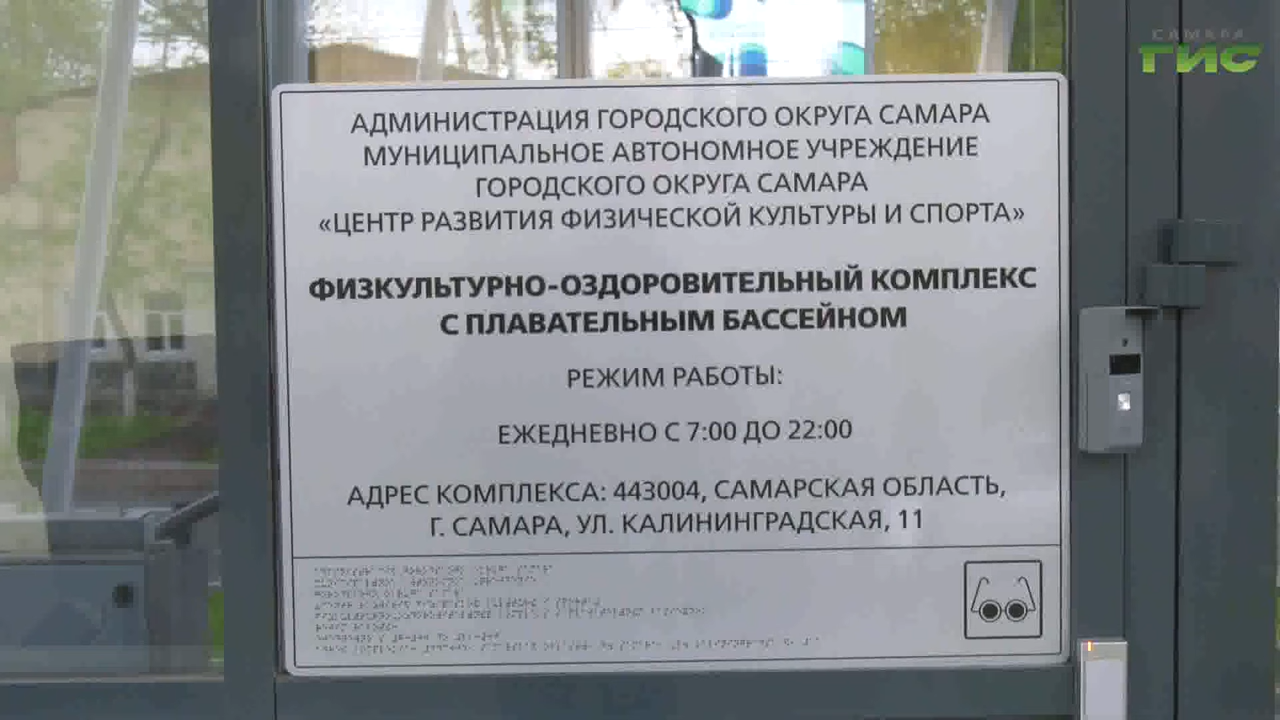 САМАРА
ГИС
АДМИНИСТРАЦИЯ ГОРОДСКОГО ОКРУГА САМАРА
МУНИЦИПАЛЬНОЕ АВТОНОМНОЕ УЧРЕЖДЕНИЕ
ГОРОДСКОГО ОКРУГА САМАРА
«ЦЕНТР РАЗВИТИЯ ФИЗИЧЕСКОЙ КУЛЬТУРЫ И СПОРТА»
ФИЗКУЛЬТУРНО-ОЗДОРОВИТЕЛЬНЫЙ КОМПЛЕКС
С ПЛАВАТЕЛЬНЫМ БАССЕЙНОМ
РЕЖИМ РАБОТЫ:
ЕЖЕДНЕВНО С 7:00 ДО 22:00
АДРЕС КОМПЛЕКСА: 443004, САМАРСКАЯ ОБЛАСТЬ,
Г. САМАРА, УЛ. КАЛИНИНГРАДСКАЯ, 11